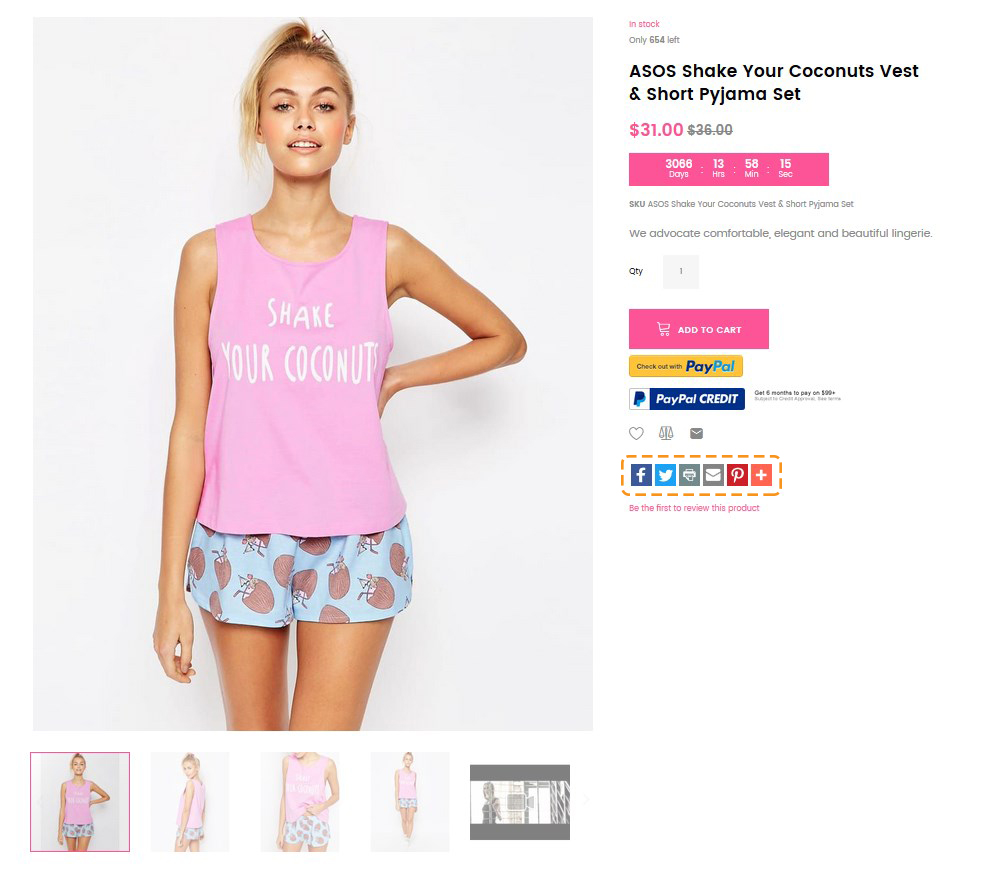 In stock
Only 654 left
ASOS Shake Your Coconuts Vest
& Short Pyjama Set
$31.00 $36.00
3066 : 13 : 58 : 15
Days Hrs Min Sec
SKU ASOS Shake Your Coconuts Vest & Short Pyjama Set
We advocate comfortable, elegant and beautiful lingerie.
Qty 1
ADD TO CART
Check out with PayPal
PayPal CREDIT
Get 6 months to pay on $99+
Subject to Credit Approval. See terms
Be the first to review this product
SHAKE
YOUR COCONUTS